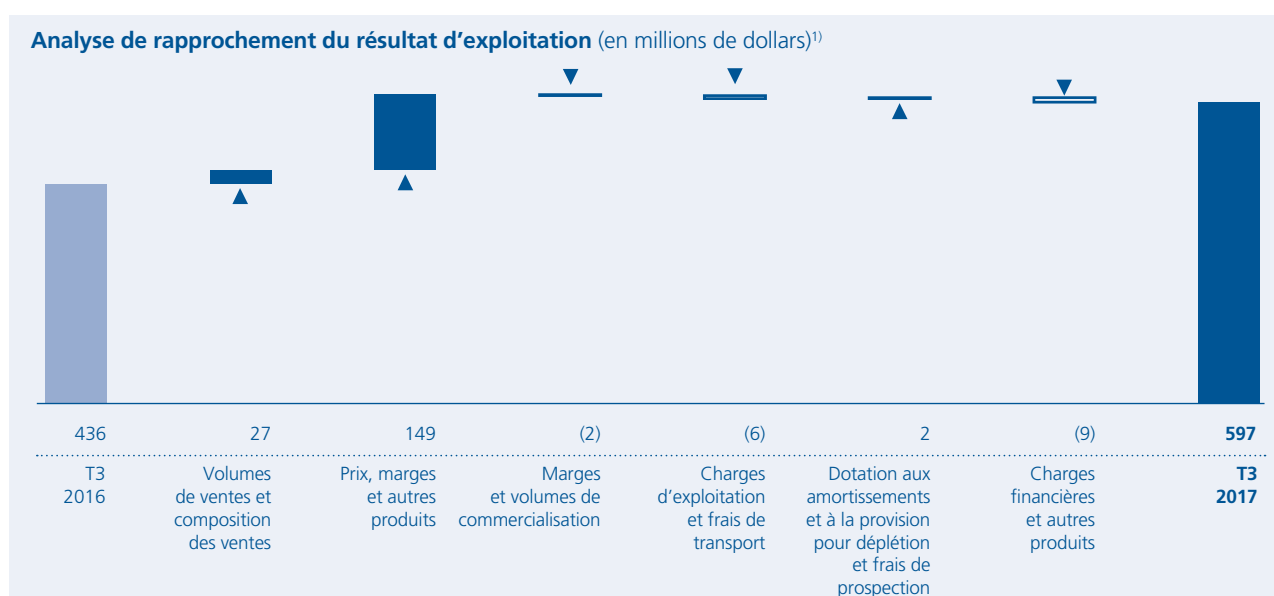 Analyse de rapprochement du résultat d'exploitation (en millions de dollars)1)
436 27 149 (2) (6) 2 (9) 597
T3
2016
Volumes
de ventes et
composition
des ventes
Prix, marges
et autres
produits
Marges
et volumes de
commercialisation
Charges
d'exploitation
et frais de
transport
Dotation aux
amortissements
et à la provision
pour déplétion
et frais de
prospection
Charges
financières
et autres
produits
T3
2017